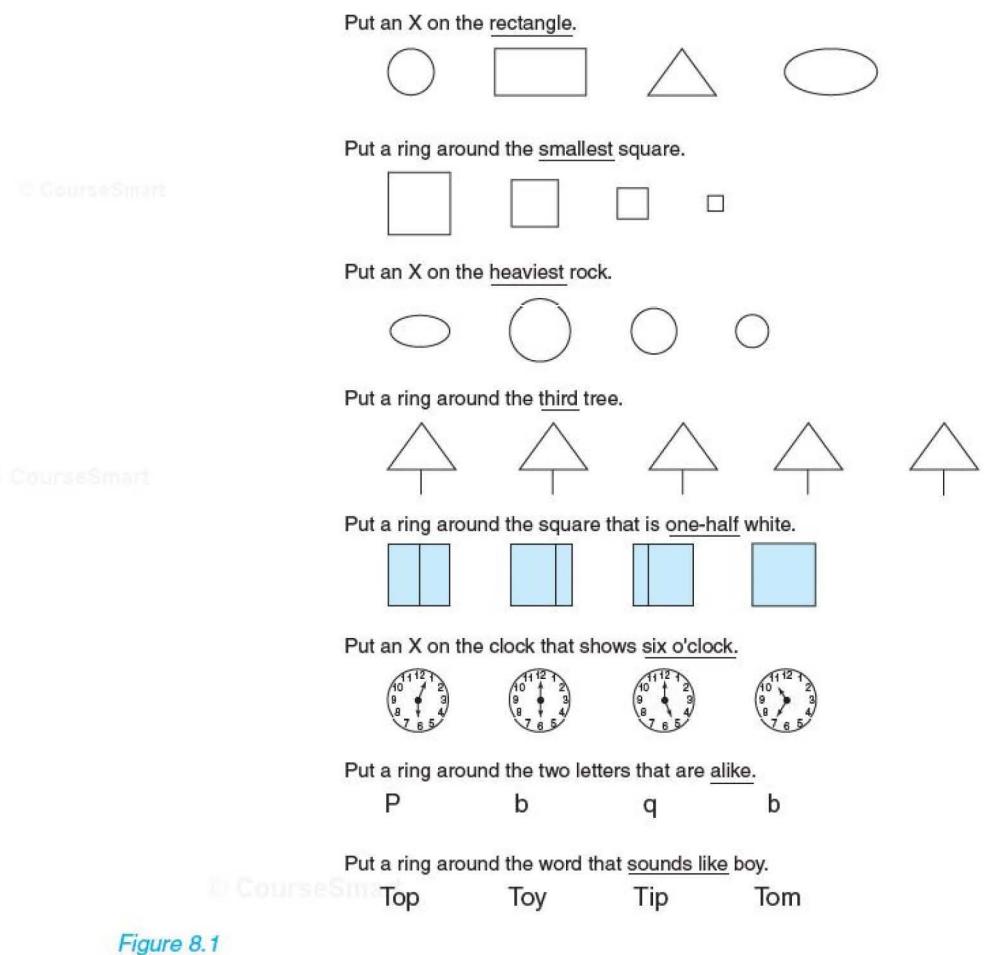 Put an X on the rectangle.
Put a ring around the smallest square.
© CourseSmart
Put an X on the heaviest rock.
Put a ring around the third tree.
CourseSmart
Put a ring around the square that is one-half white.
Put an X on the clock that shows six o'clock.
11 12 1 10 2 9 3 8 4 7 6 5 11 12 1 10 2 9 3 8 4 7 6 5 11 12 1 10 2 9 3 8 4 7 6 5 11 12 1 10 2 9 3 8 4 7 6 5
Put a ring around the two letters that are alike.
P b q b
Put a ring around the word that sounds like boy.
© CourseSmart
Top Toy Tip Tom
Figure 8.1